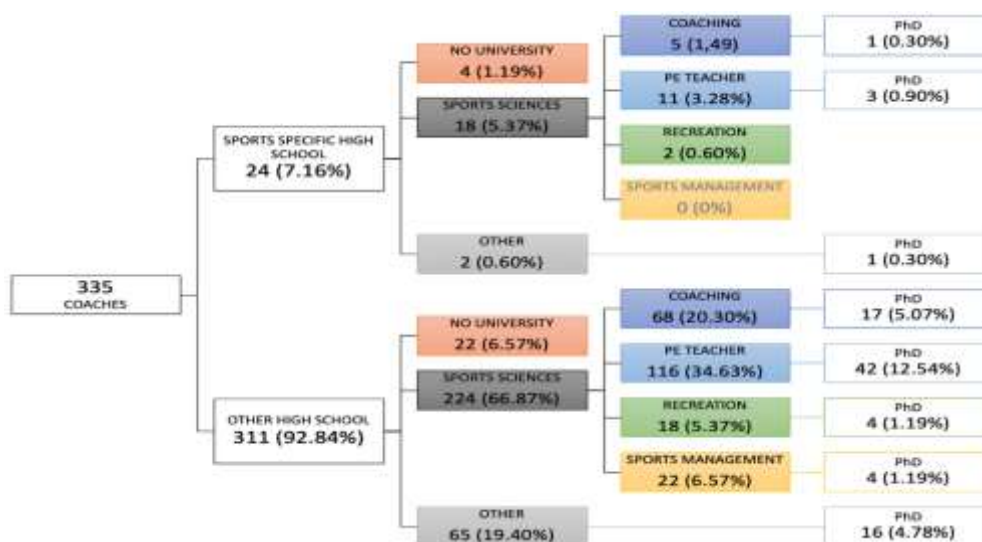 335
COACHES
SPORTS SPECIFIC HIGH
SCHOOL
24 (7.16%)
NO UNIVERSITY
4 (1.19%)
SPORTS SCIENCES
18 (5.37%)
COACHING
5 (1,49)
PhD
1 (0.30%)
PE TEACHER
11 (3.28%)
PhD
3 (0.90%)
RECREATION
2 (0.60%)
SPORTS MANAGEMENT
0 (0%)
OTHER
2 (0.60%)
PhD
1 (0.30%)
OTHER HIGH SCHOOL
311 (92.84%)
NO UNIVERSITY
22 (6.57%)
SPORTS SCIENCES
224 (66.87%)
COACHING
68 (20.30%)
PhD
17 (5.07%)
PE TEACHER
116 (34.63%)
PhD
42 (12.54%)
RECREATION
18 (5.37%)
PhD
4 (1.19%)
SPORTS MANAGEMENT
22 (6.57%)
PhD
4 (1.19%)
OTHER
65 (19.40%)
PhD
16 (4.78%)